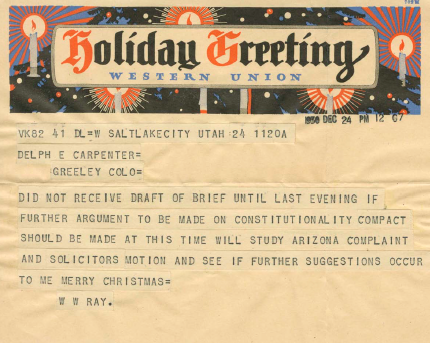 Holiday Greeting
WESTERN UNION
1930 DEC 24 PM 12 07
VK82 41 DL=W SALTLAKECITY UTAH 24 1120A
DELPH E CARPENTER=
GREELEY COLO=
DID NOT RECEIVE DRAFT OF BRIEF UNTIL LAST EVENING IF
FURTHER ARGUMENT TO BE MADE ON CONSTITUTIONALITY COMPACT
SHOULD BE MADE AT THIS TIME WILL STUDY ARIZONA COMPLAINT
AND SOLICITORS MOTION AND SEE IF FURTHER SUGGESTIONS OCCUR
TO ME MERRY CHRISTMAS=
W W RAY.